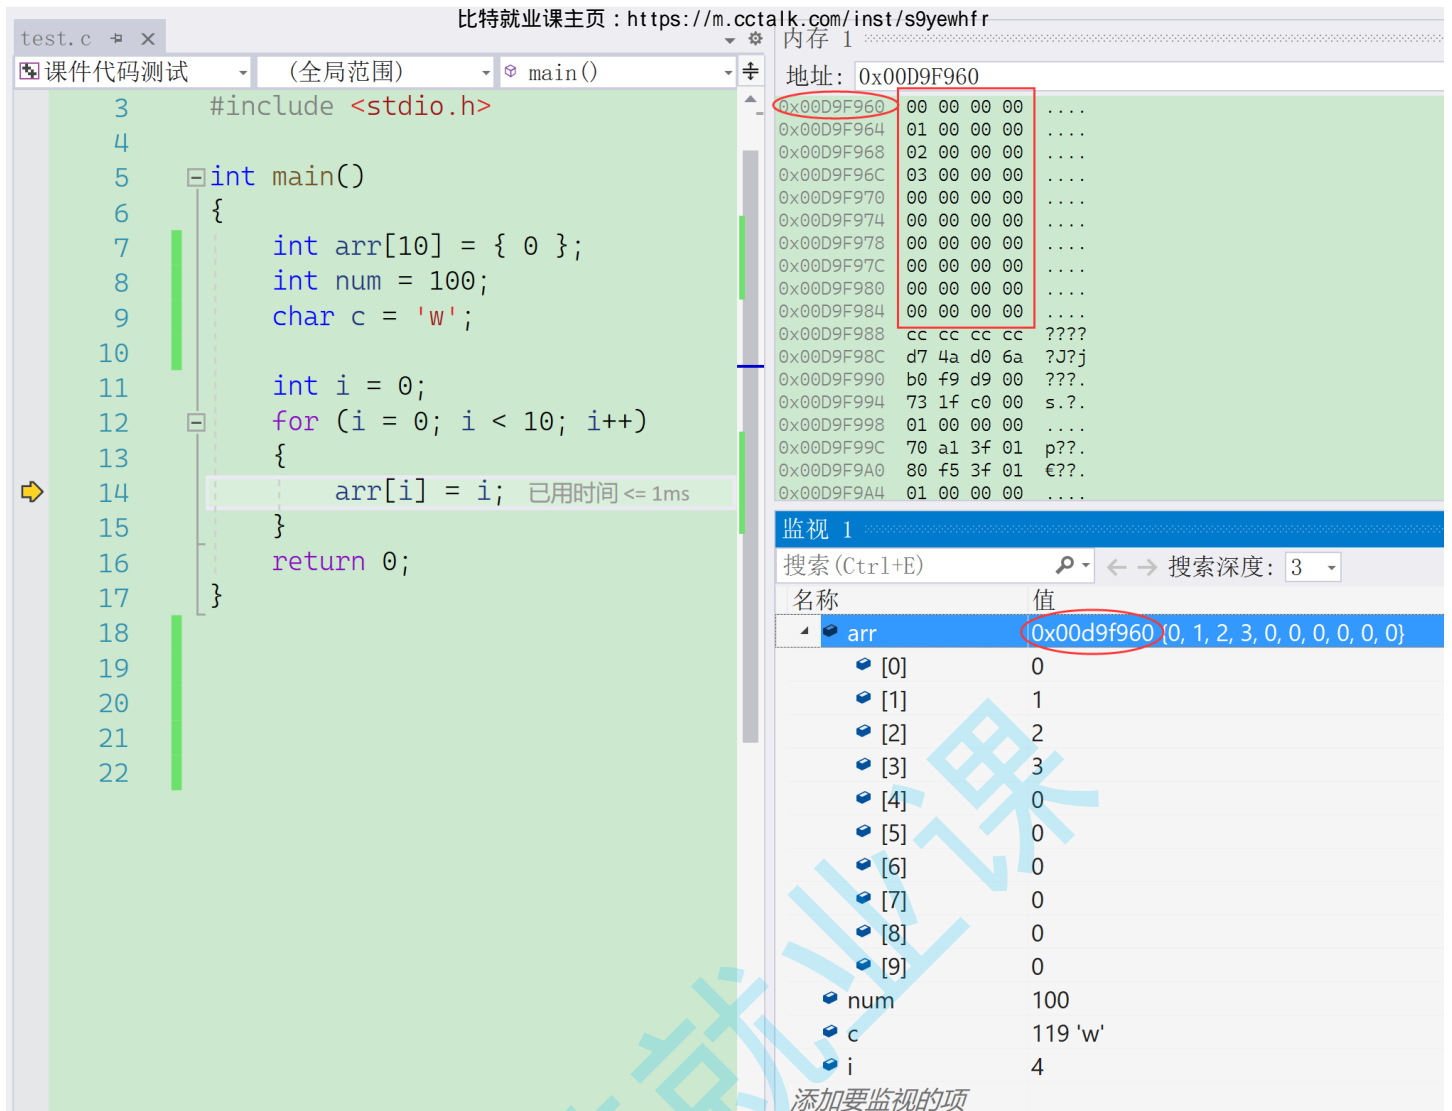 比特就业课主页：https://m.cctalk.com/inst/s9yewhfr
test.c
课件代码测试 (全局范围) main()
3 #include <stdio.h>
4
5 int main()
6 {
7 int arr[10] = { 0 };
8 int num = 100;
9 char c = 'w';
10
11 int i = 0;
12 for (i = 0; i < 10; i++)
13 {
14 arr[i] = i; 已用时间 <= 1ms
15 }
16 return 0;
17 }
18
19
20
21
22
内存 1
地址: 0x00D9F960
0x00D9F960 00 00 00 00 ....
0x00D9F964 01 00 00 00 ....
0x00D9F968 02 00 00 00 ....
0x00D9F96C 03 00 00 00 ....
0x00D9F970 00 00 00 00 ....
0x00D9F974 00 00 00 00 ....
0x00D9F978 00 00 00 00 ....
0x00D9F97C 00 00 00 00 ....
0x00D9F980 00 00 00 00 ....
0x00D9F984 00 00 00 00 ....
0x00D9F988 cc cc cc cc ????
0x00D9F98C d7 4a d0 6a ?J?j
0x00D9F990 b0 f9 d9 00 ???.
0x00D9F994 73 1f c0 00 s.?.
0x00D9F998 01 00 00 00 ....
0x00D9F99C 70 a1 3f 01 p??.
0x00D9F9A0 80 f5 3f 01 €??.
0x00D9F9A4 01 00 00 00 ....
监视 1
搜索(Ctrl+E) 搜索深度: 3
名称 值
arr 0x00d9f960 {0, 1, 2, 3, 0, 0, 0, 0, 0, 0}
[0] 0
[1] 1
[2] 2
[3] 3
[4] 0
[5] 0
[6] 0
[7] 0
[8] 0
[9] 0
num 100
c 119 'w'
i 4
添加要监视的项
就业课